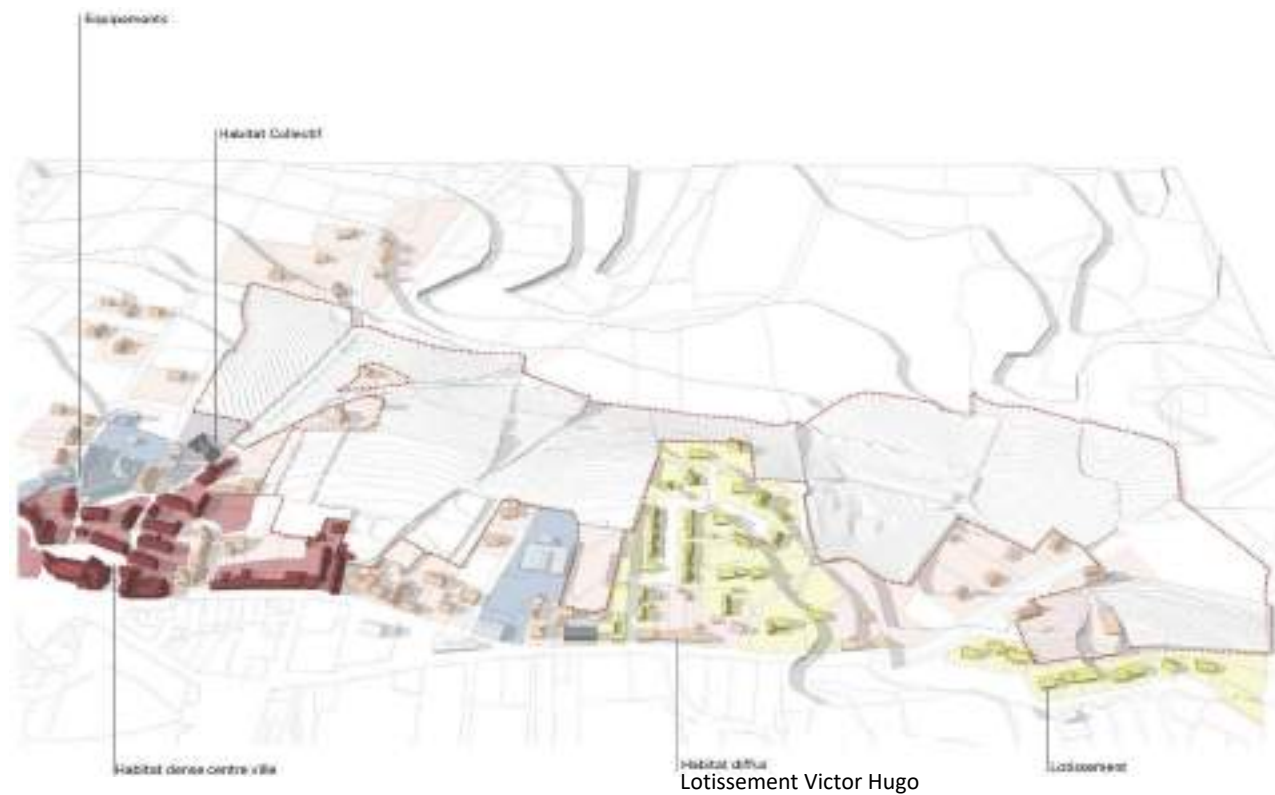 Equipements
Habitat Collectif
Habitat dense centre ville
Habitat diffus
Lotissement Victor Hugo
Lotissement